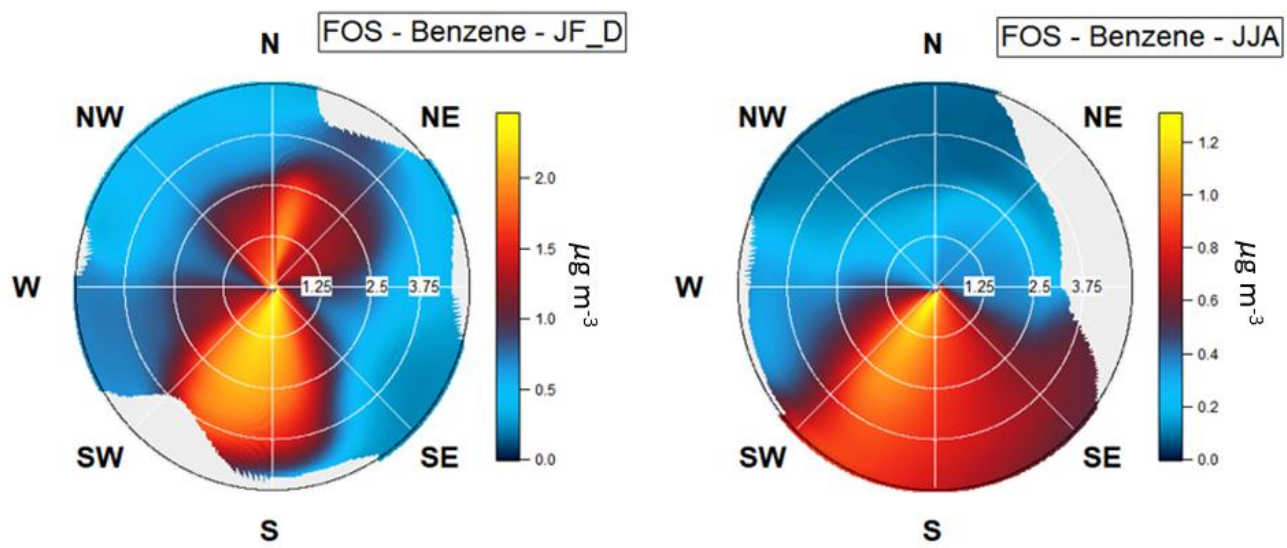 FOS - Benzene - JF_D
N
NW
NE
W
1.25
2.5
3.75
SW
SE
S
2.0
1.5
1.0
0.5
0.0
μg m-3
FOS - Benzene - JJA
N
NW
NE
W
1.25
2.5
3.75
SW
SE
S
1.2
1.0
0.8
0.6
0.4
0.2
0.0
μg m-3